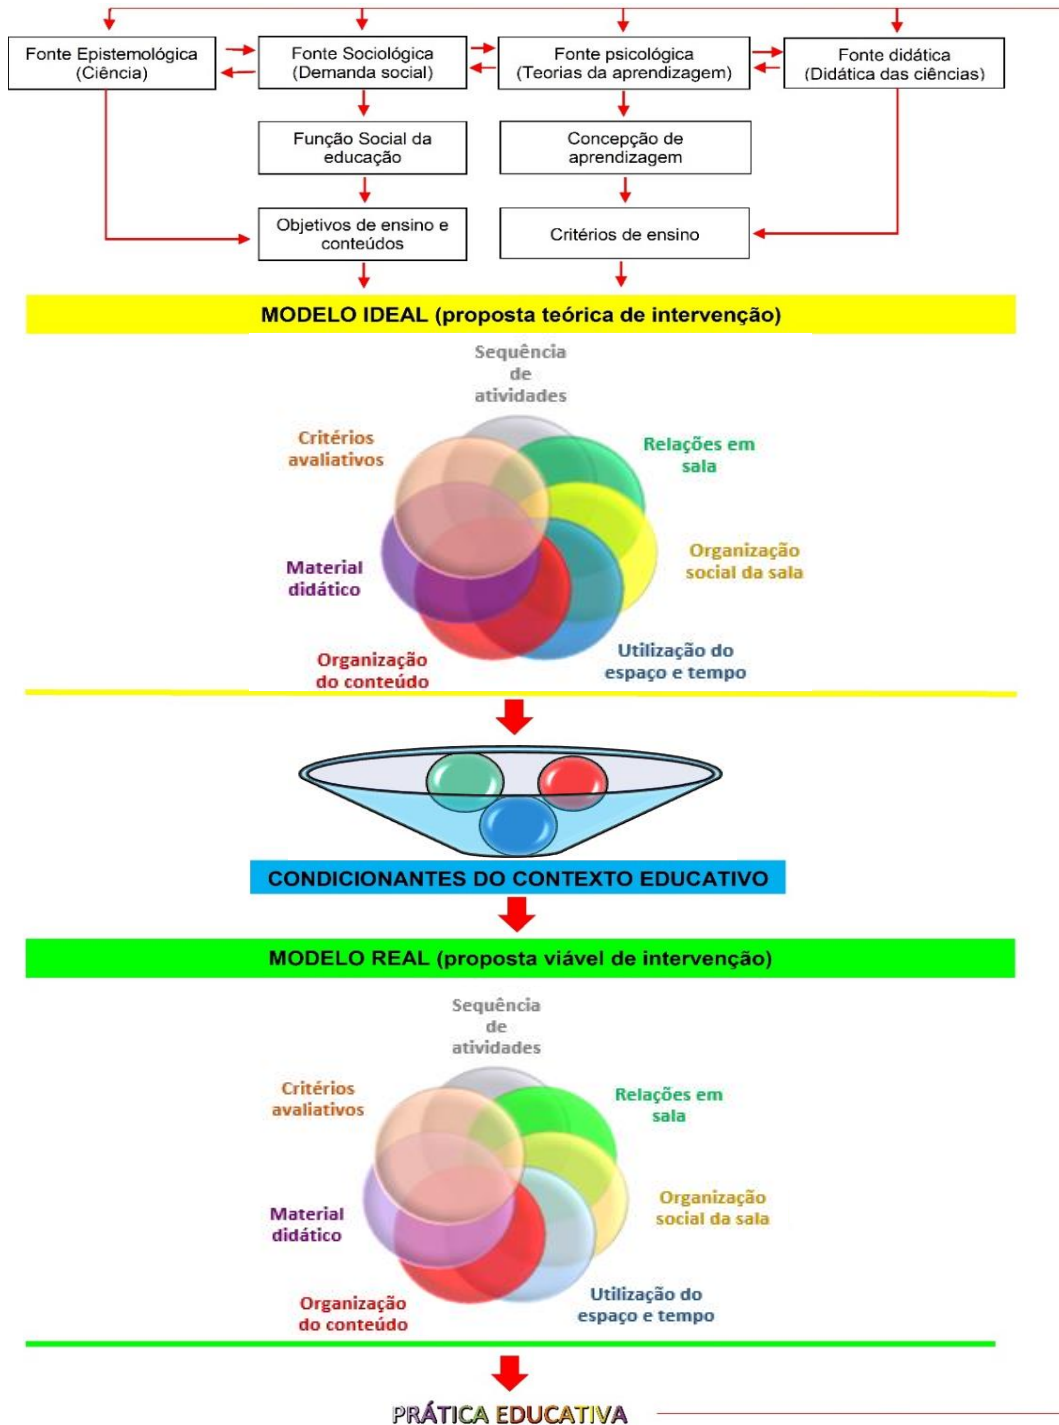 Fonte Epistemológica
(Ciência)
Fonte Sociológica
(Demanda social)
Fonte psicológica
(Teorias da aprendizagem)
Fonte didática
(Didática das ciências)
Função Social da
educação
Concepção de
aprendizagem
Objetivos de ensino e
conteúdos
Critérios de ensino
MODELO IDEAL (proposta teórica de intervenção)
Sequência
de
atividades
Critérios
avaliativos
Relações em
sala
Material
didático
Organização
social da sala
Organização
do conteúdo
Utilização do
espaço e tempo
CONDICIONANTES DO CONTEXTO EDUCATIVO
MODELO REAL (proposta viável de intervenção)
Sequência
de
atividades
Critérios
avaliativos
Relações em
sala
Material
didático
Organização
social da sala
Organização
do conteúdo
Utilização do
espaço e tempo
PRÁTICA EDUCATIVA